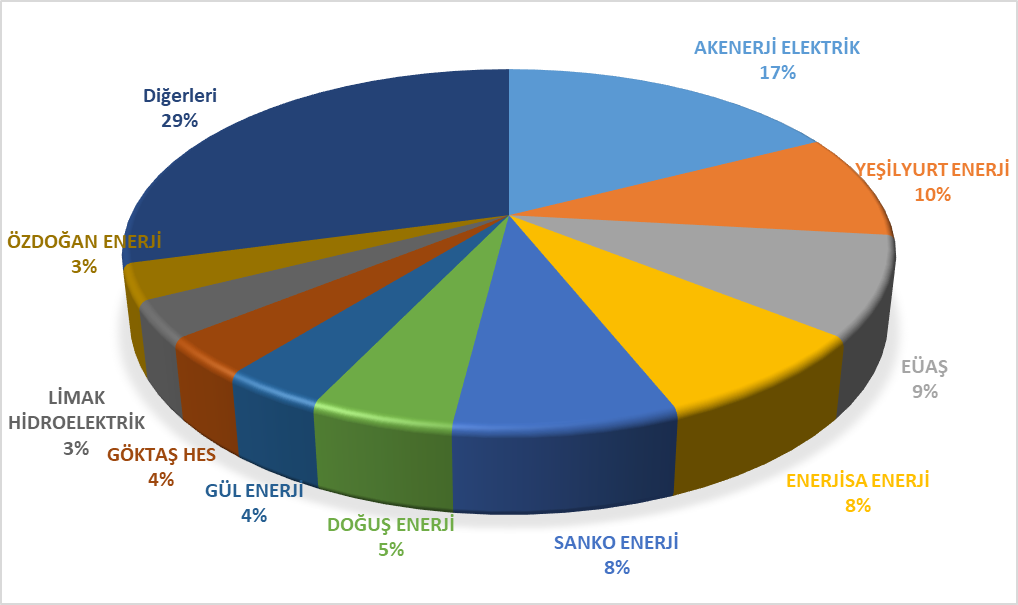 AKENERJİ ELEKTRİK
17%
YEŞİLYURT ENERJİ
10%
EÜAŞ
9%
ENERJİSA ENERJİ
8%
SANKO ENERJİ
8%
DOĞUŞ ENERJİ
5%
GÜL ENERJİ
4%
GÖKTAŞ HES
4%
LİMAK
HİDROELEKTRİK
3%
ÖZDOĞAN ENERJİ
3%
Diğerleri
29%